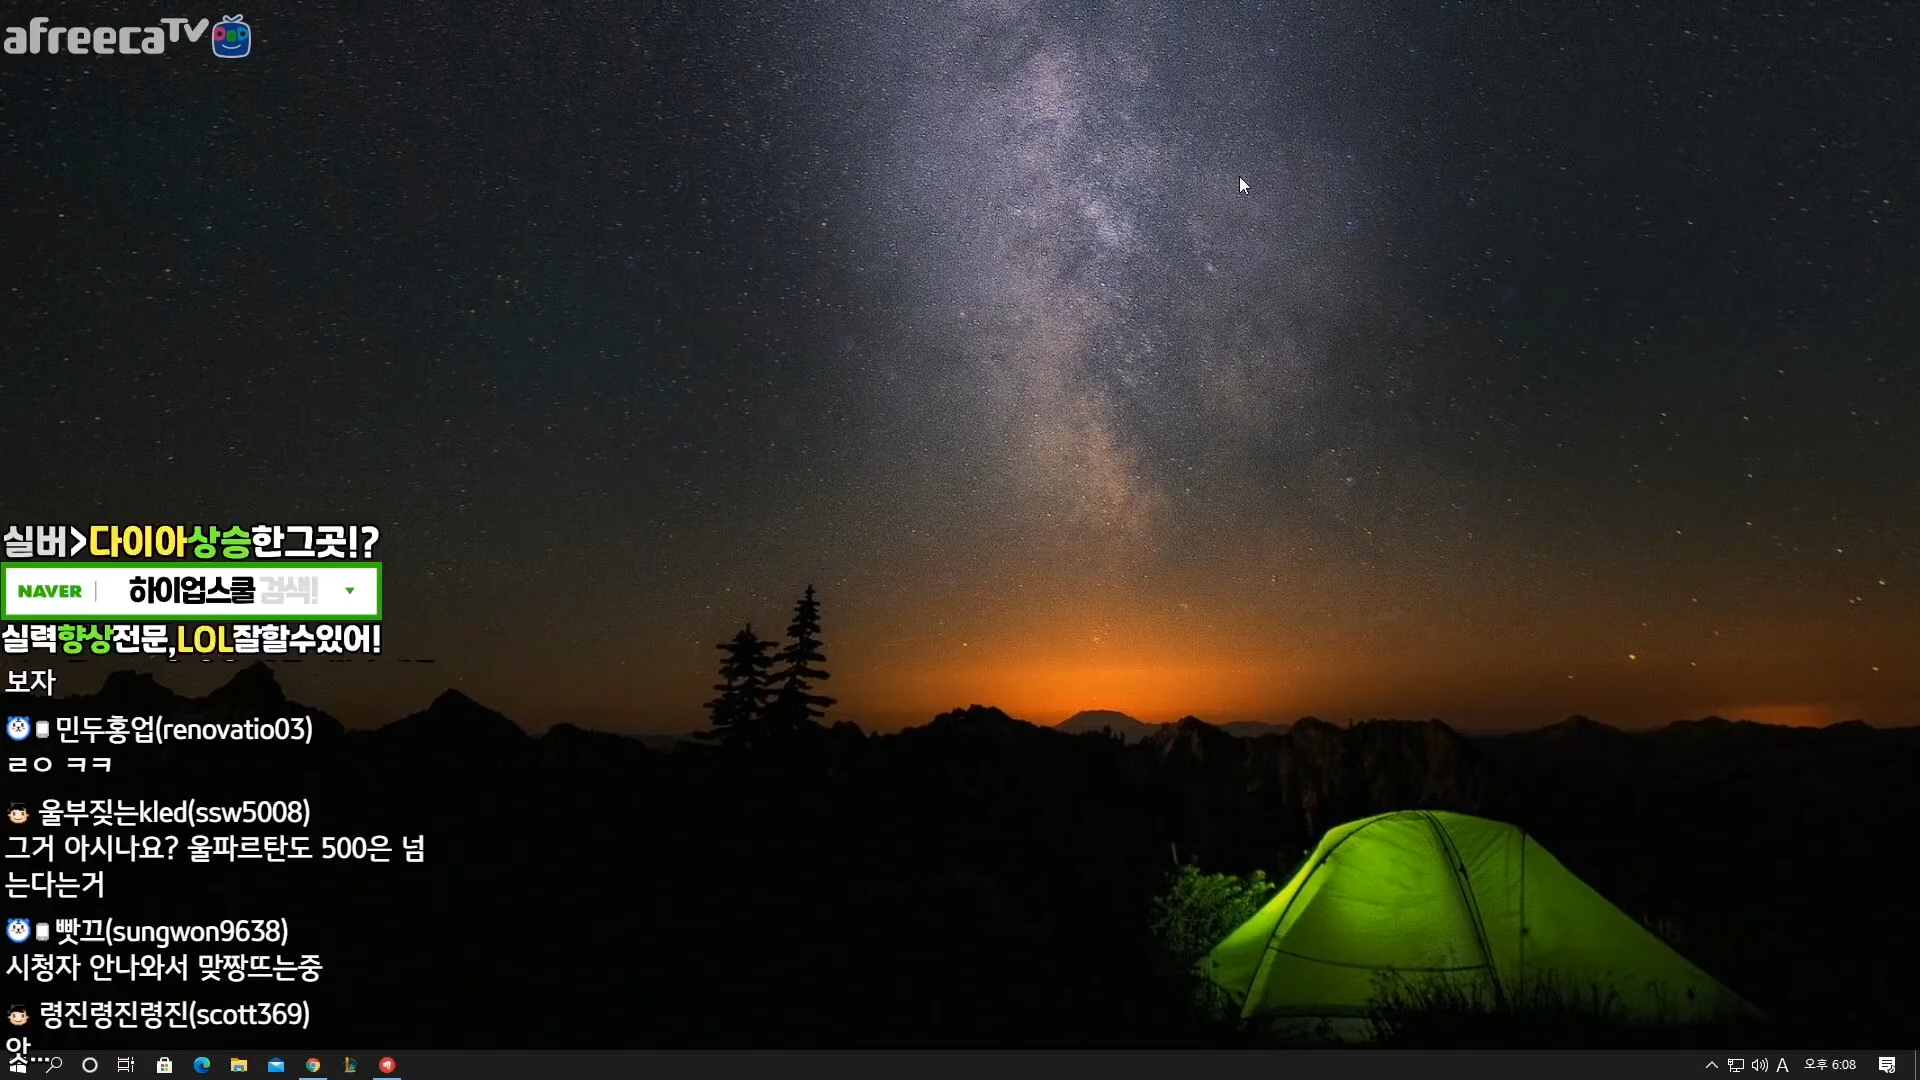 afreecaTV
실버>다이아상승한그곳!?
NAVER 하이업스쿨 검색!
실력향상전문,LOL잘할수있어!
보자
민두홍업(renovatio03)
ㄹㅇ ㅋㅋ
울부짖는kled(ssw5008)
그거 아시나요? 울파르탄도 500은 넘
는다는거
빳끄(sungwon9638)
시청자 안나와서 맞짱뜨는중
령진령진령진(scott369)
앗...
A 오후 6:08